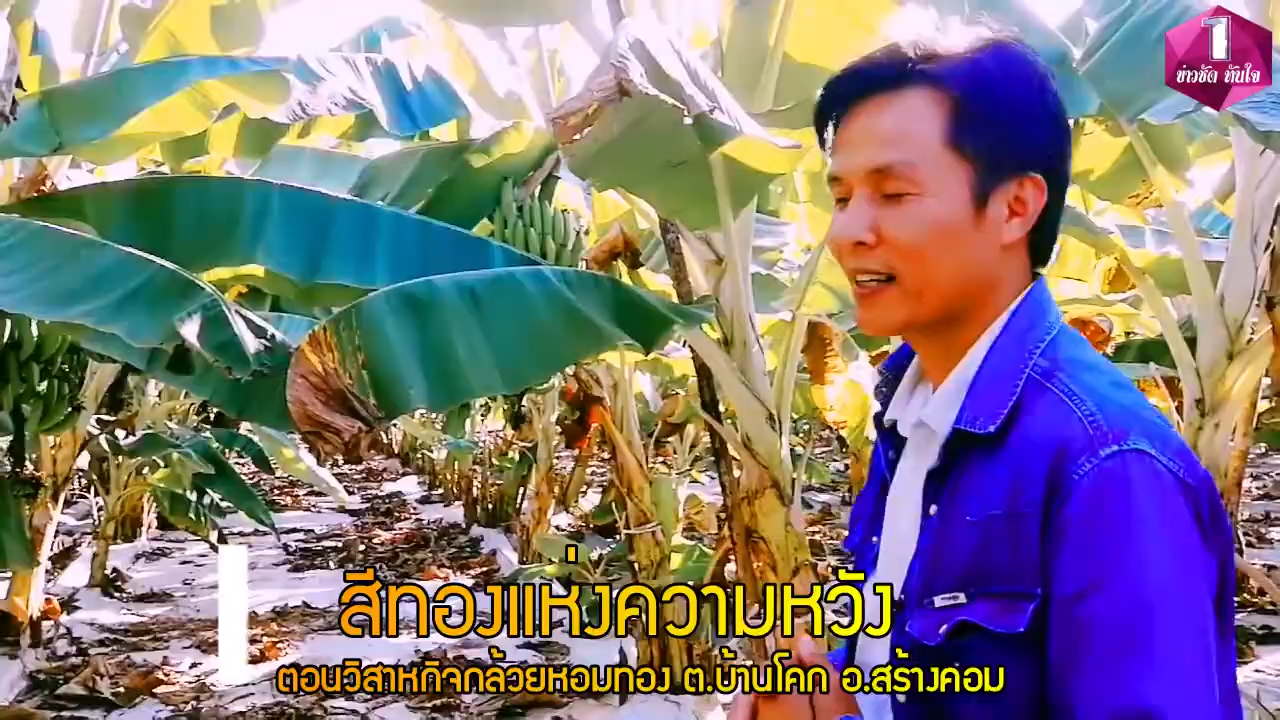 1
ข่าวชัด ทันใจ
สีทองแห่งความหวัง
ตอนวิสาหกิจกล้วยหอมทอง ต.บ้านโคก อ.สร้างคอม